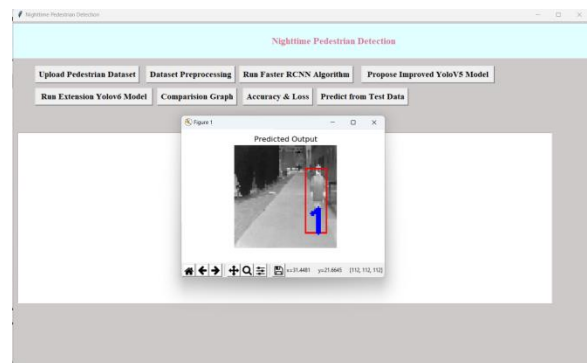 Nighttime Pedestrian Detection
Nighttime Pedestrian Detection
Upload Pedestrian Dataset Dataset Preprocessing Run Faster RCNN Algorithm Propose Improved YoloV5 Model
Run Extension Yolov6 Model Comparision Graph Accuracy & Loss Predict from Test Data
Figure 1
Predicted Output
1
x=31.4481 y=21.6645 [112, 112, 112]